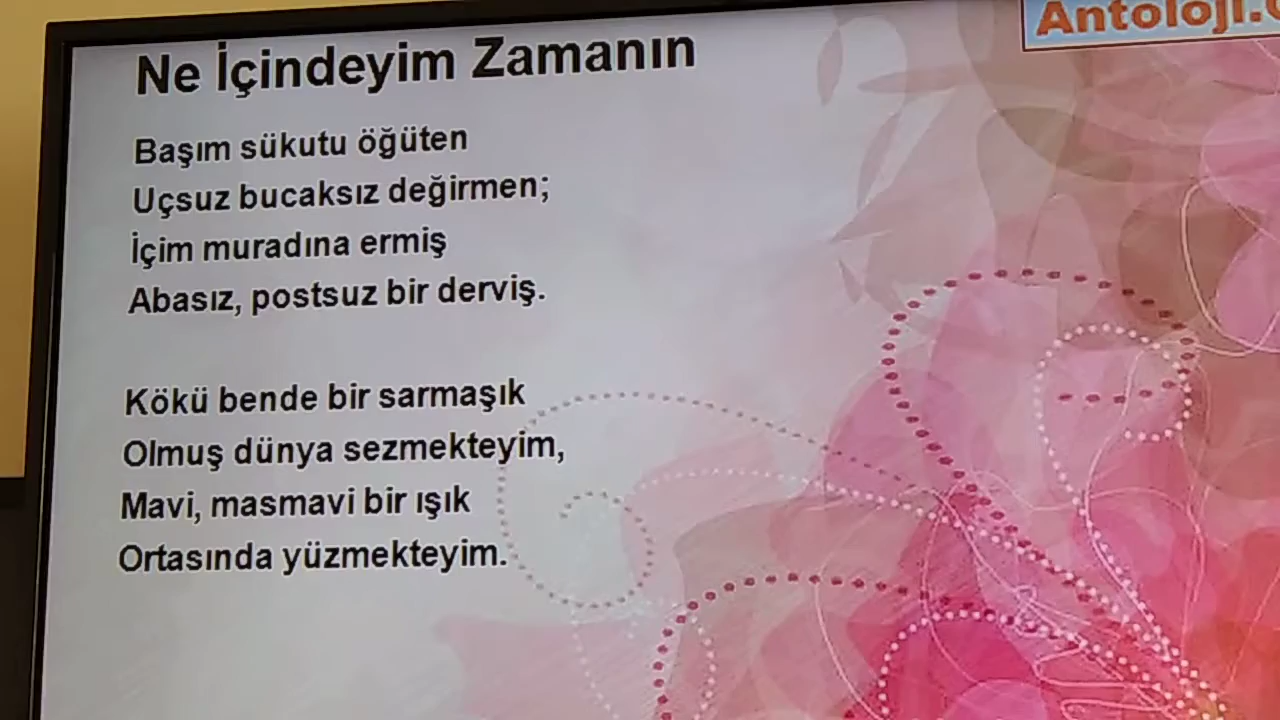 Antoloji.
Ne İçindeyim Zamanın
Başım sükutu öğüten
Uçsuz bucaksız değirmen;
İçim muradına ermiş
Abasız, postsuz bir derviş.
Kökü bende bir sarmaşık
Olmuş dünya sezmekteyim,
Mavi, masmavi bir ışık
Ortasında yüzmekteyim.